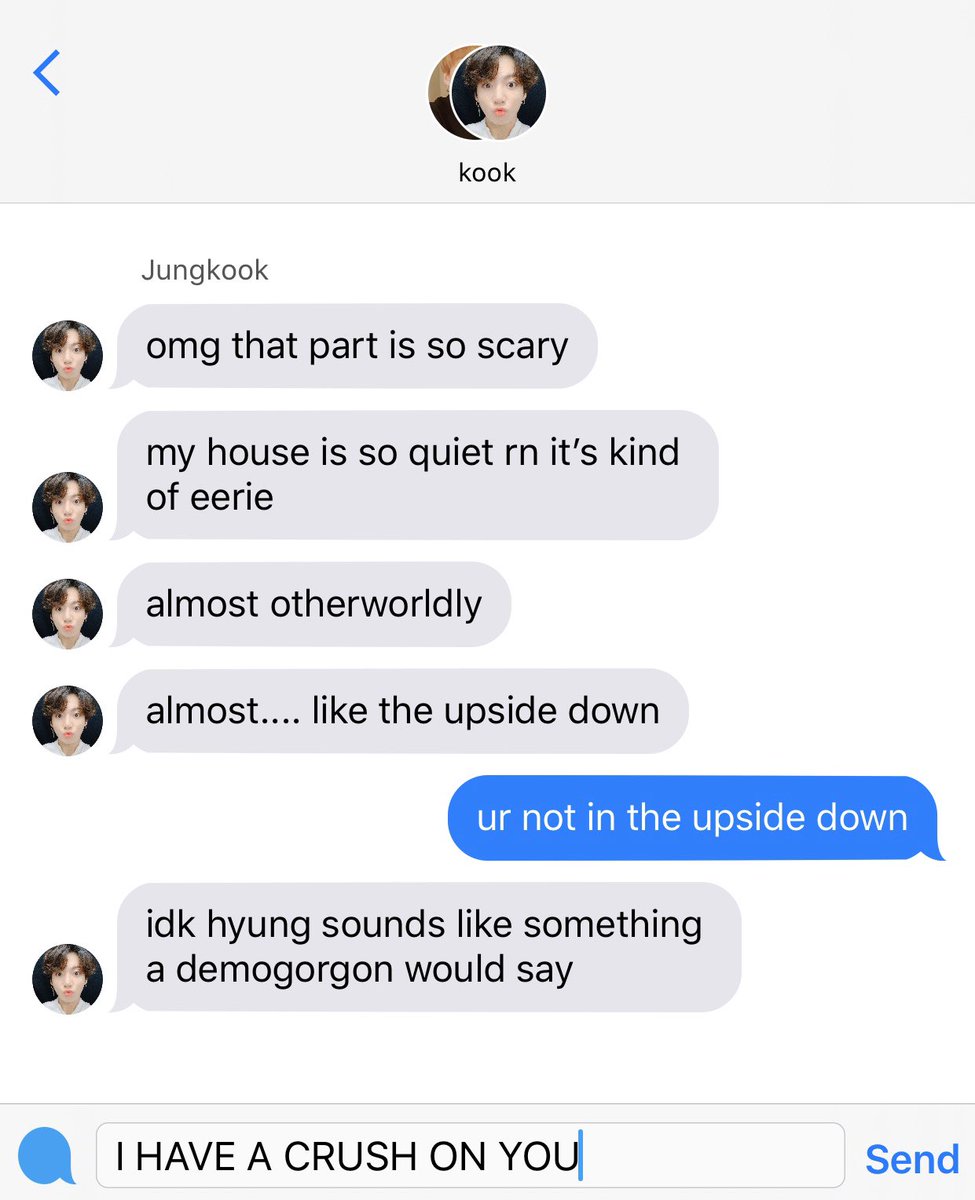 kook
Jungkook
omg that part is so scary
my house is so quiet rn it’s kind
of eerie
almost otherworldly
almost.... like the upside down
ur not in the upside down
idk hyung sounds like something
a demogorgon would say
I HAVE A CRUSH ON YOU
Send